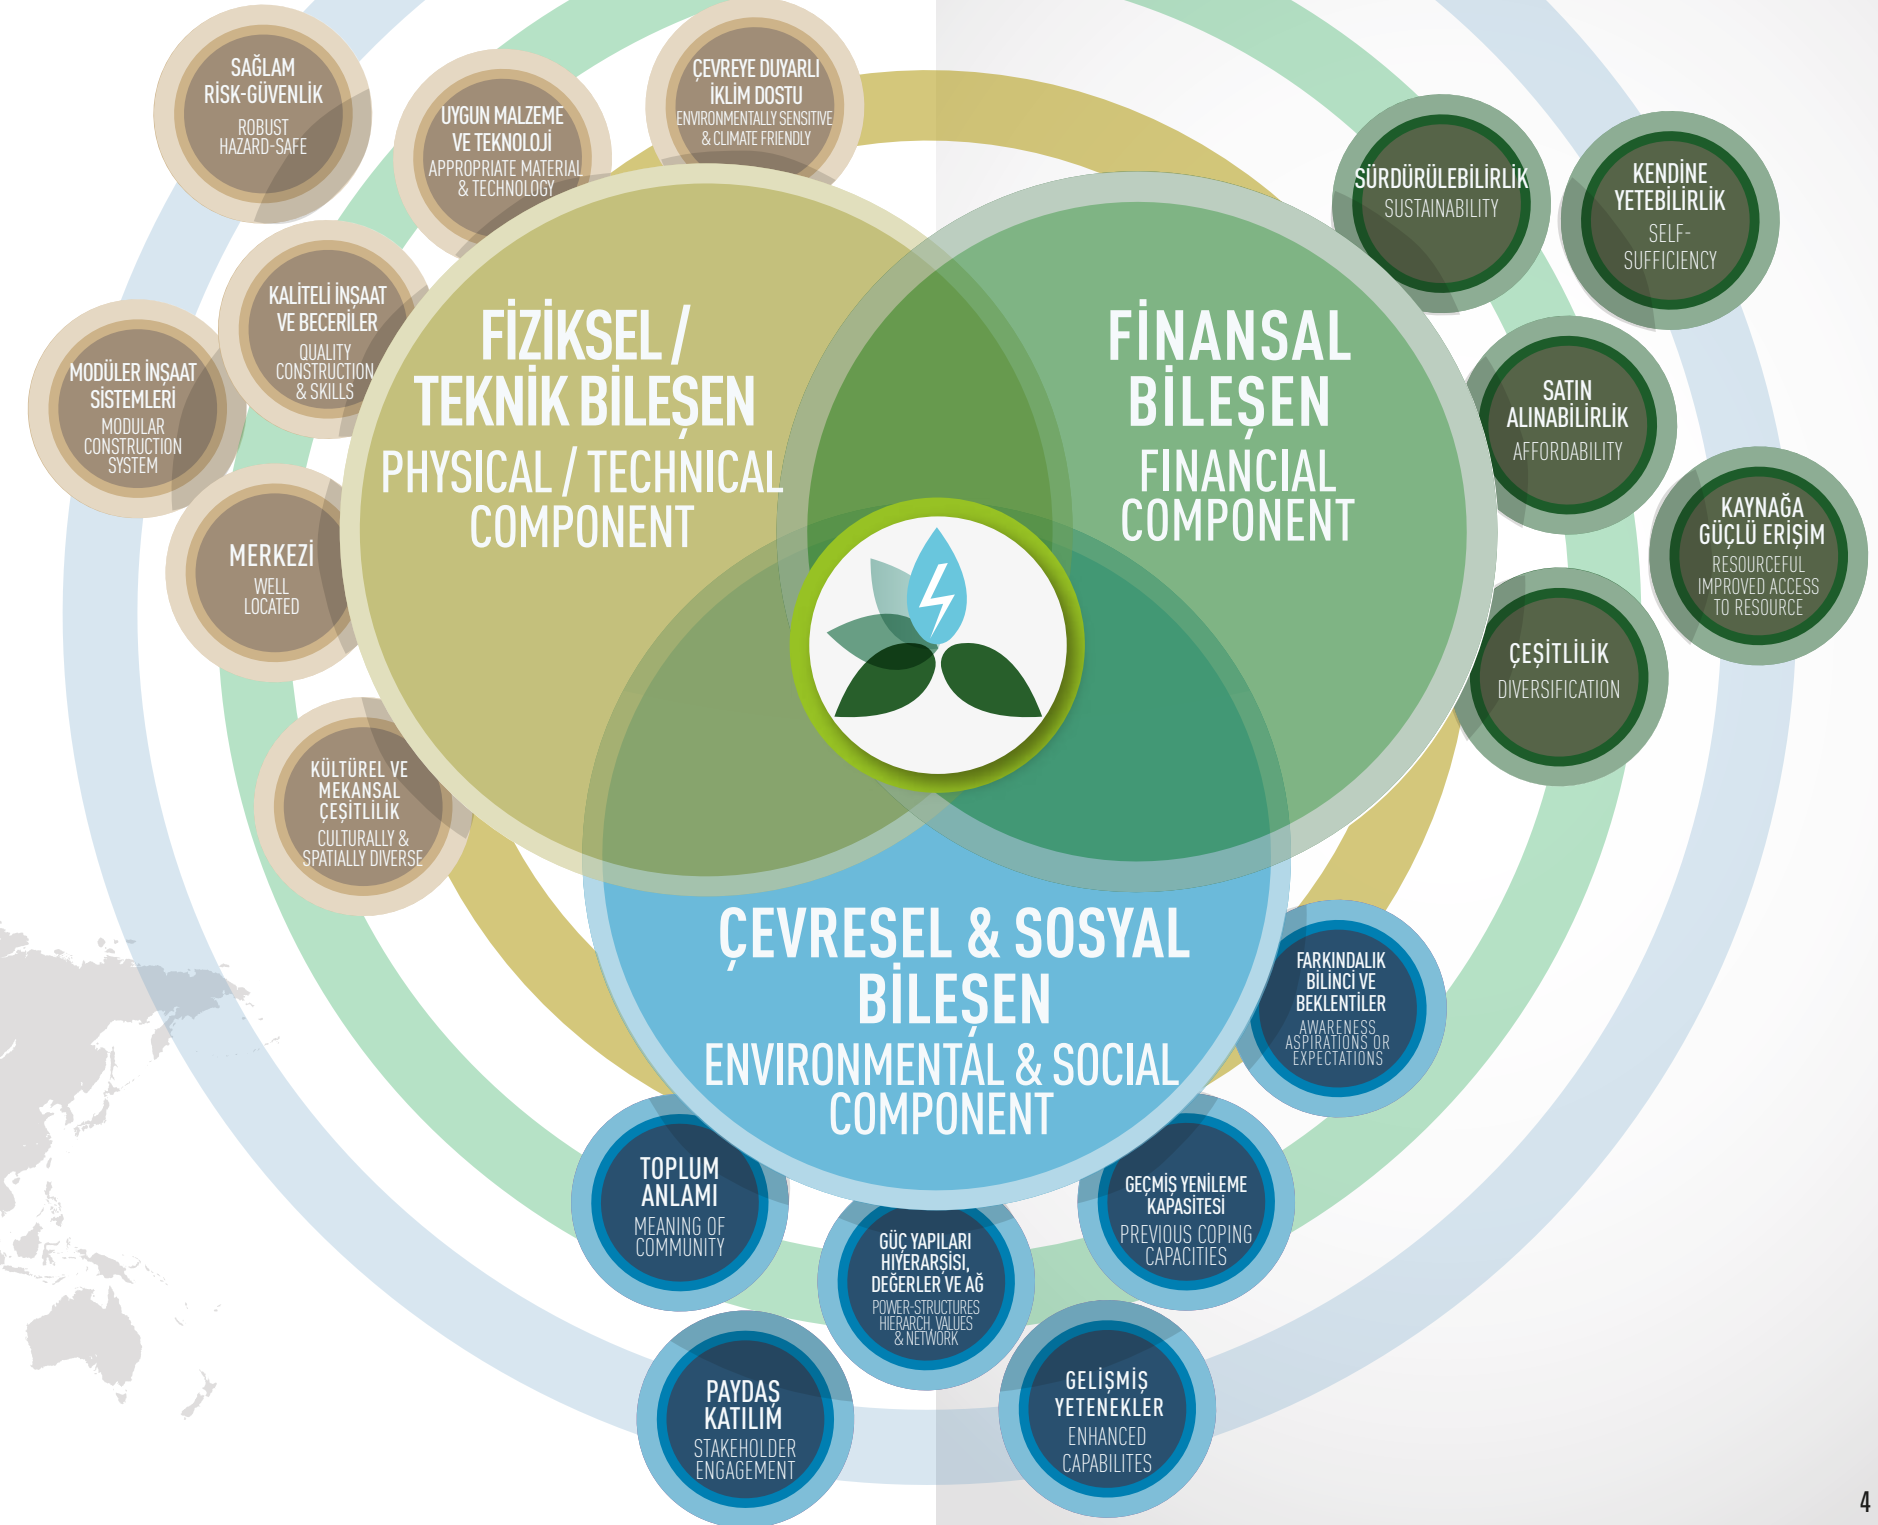 SAĞLAM
RİSK-GÜVENLİK
ROBUST
HAZARD-SAFE
UYGUN MALZEME
VE TEKNOLOJİ
APPROPRIATE MATERIAL
& TECHNOLOGY
ÇEVREYE DUYARLI
İKLİM DOSTU
ENVIRONMENTALLY SENSITIVE
& CLIMATE FRIENDLY
KALİTELİ İNŞAAT
VE BECERİLER
QUALITY
CONSTRUCTION
& SKILLS
MODÜLER İNŞAAT
SİSTEMLERİ
MODULAR
CONSTRUCTION
SYSTEM
MERKEZİ
WELL
LOCATED
KÜLTÜREL VE
MEKANSAL
ÇEŞİTLİLİK
CULTURALLY &
SPATIALLY DIVERSE
FİZİKSEL /
TEKNİK BİLEŞEN
PHYSICAL / TECHNICAL
COMPONENT
FİNANSAL
BİLEŞEN
FINANCIAL
COMPONENT
SÜRDÜRÜLEBİLİRLİK
SUSTAINABILITY
KENDİNE
YETEBİLİRLİK
SELF-
SUFFICIENCY
SATIN
ALINABİLİRLİK
AFFORDABILITY
KAYNAĞA
GÜÇLÜ ERİŞİM
RESOURCEFUL
IMPROVED ACCESS
TO RESOURCE
ÇEŞİTLİLİK
DIVERSIFICATION
ÇEVRESEL & SOSYAL
BİLEŞEN
ENVIRONMENTAL & SOCIAL
COMPONENT
FARKINDALIK
BİLİNCİ VE
BEKLENTİLER
AWARENESS
ASPIRATIONS OR
EXPECTATIONS
TOPLUM
ANLAMI
MEANING OF
COMMUNITY
GÜÇ YAPILARI
HIYERARŞİSI,
DEĞERLER VE AĞ
POWER-STRUCTURES
HIERARCH, VALUES
& NETWORK
GEÇMİŞ YENİLEME
KAPASİTESİ
PREVIOUS COPING
CAPACITIES
PAYDAŞ
KATILIM
STAKEHOLDER
ENGAGEMENT
GELİŞMİŞ
YETENEKLER
ENHANCED
CAPABILITES
4